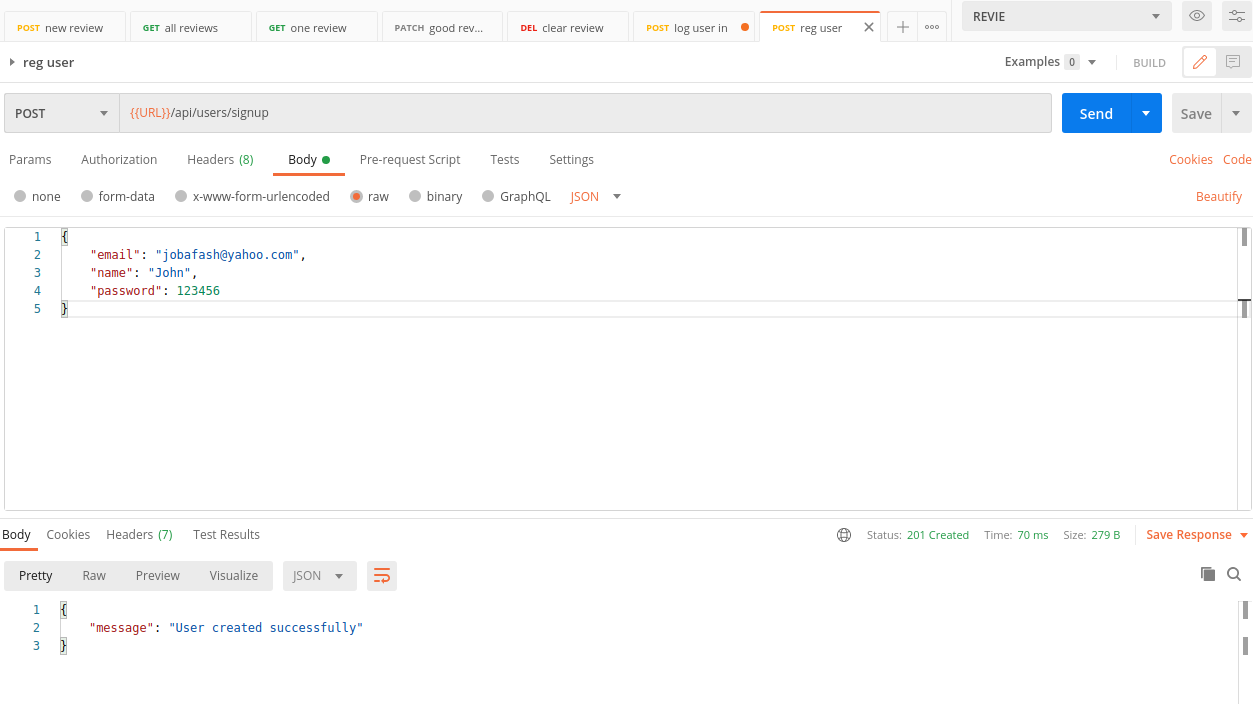 POST new review GET all reviews GET one review PATCH good rev... DEL clear review POST log user in POST reg user REVIE
reg user Examples 0 BUILD
POST {{URL}}/api/users/signup Send Save
Params Authorization Headers (8) Body Pre-request Script Tests Settings Cookies Code
none form-data x-www-form-urlencoded raw binary GraphQL JSON Beautify
1 {
2 "email": "jobafash@yahoo.com",
3 "name": "John",
4 "password": 123456
5 }
Body Cookies Headers (7) Test Results Status: 201 Created Time: 70 ms Size: 279 B Save Response
Pretty Raw Preview Visualize JSON
1 {
2 "message": "User created successfully"
3 }